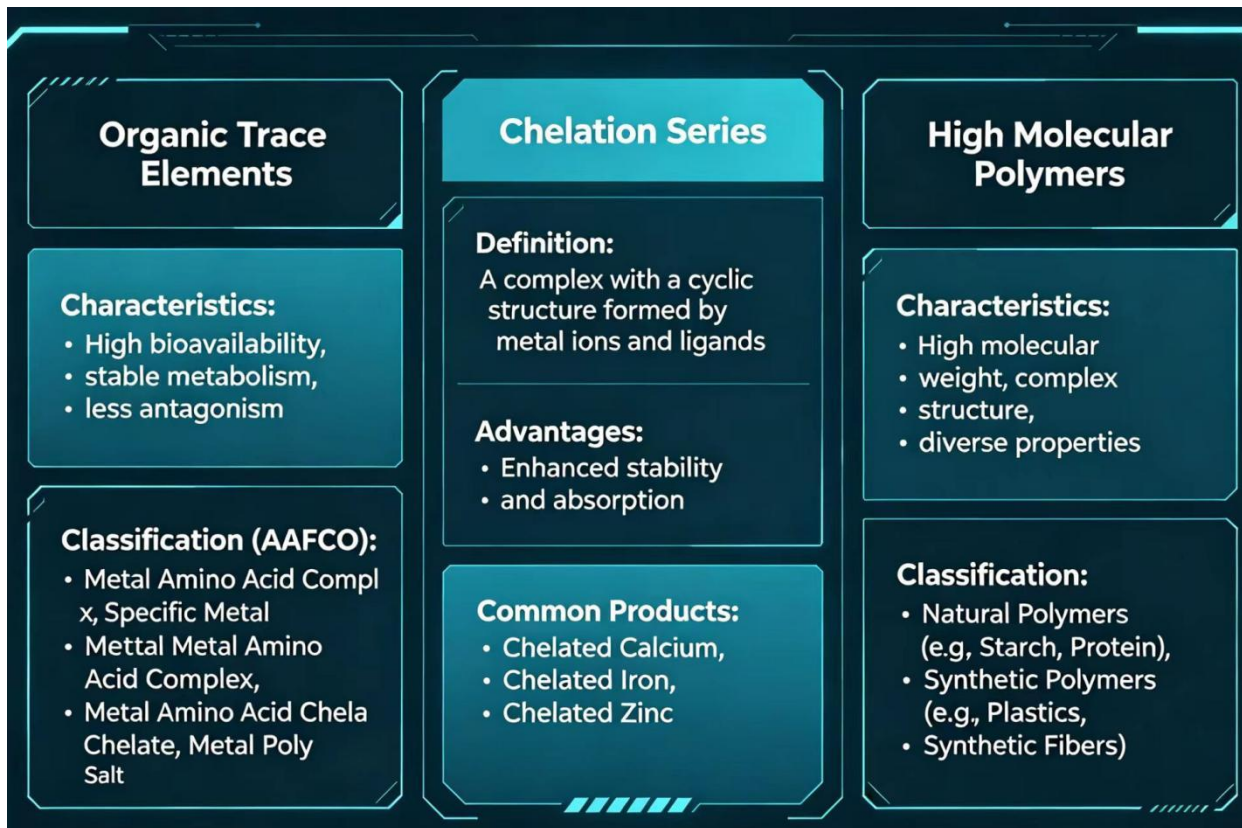 Organic Trace
Elements
Characteristics:
• High bioavailability,
• stable metabolism,
• less antagonism
Classification (AAFCO):
• Metal Amino Acid Compl
x, Specific Metal
• Mettal Metal Amino
Acid Complex,
• Metal Amino Acid Chela
Chelate, Metal Poly
Salt
Chelation Series
Definition:
A complex with a cyclic
structure formed by
metal ions and ligands
Advantages:
• Enhanced stability
• and absorption
Common Products:
• Chelated Calcium,
• Chelated Iron,
• Chelated Zinc
High Molecular
Polymers
Characteristics:
• High molecular
• weight, complex
• structure,
• diverse properties
Classification:
• Natural Polymers
(e.g, Starch, Protein),
• Synthetic Polymers
(e.g., Plastics,
• Synthetic Fibers)